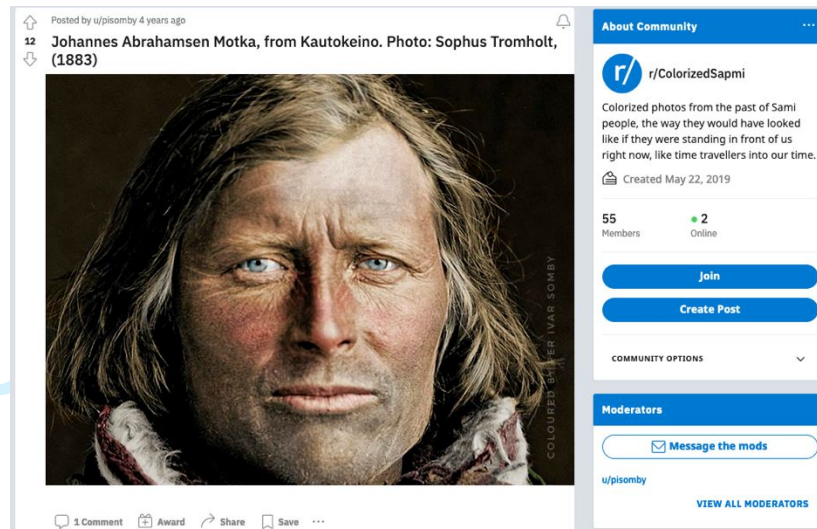 Posted by u/pisomby 4 years ago
12
Johannes Abrahamsen Motka, from Kautokeino. Photo: Sophus Tromholt,
(1883)
COLOURED BY PER IVAR SOMBY
1 Comment Award Share Save ...
About Community ...
r/ r/ColorizedSapmi
Colorized photos from the past of Sami
people, the way they would have looked
like if they were standing in front of us
right now, like time travellers into our time.
Created May 22, 2019
55 2
Members Online
Join
Create Post
COMMUNITY OPTIONS
Moderators
Message the mods
u/pisomby
VIEW ALL MODERATORS